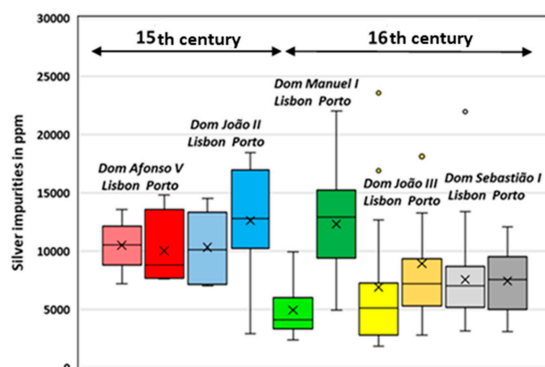 30000
15th century
16th century
25000
Dom Manuel I
Lisbon Porto
20000
Dom João II
Lisbon Porto
Dom Afonso V
Lisbon Porto
Dom João III
Lisbon Porto
Dom Sebastião I
Lisbon Porto
15000
10000
5000
0
Silver impurities in ppm